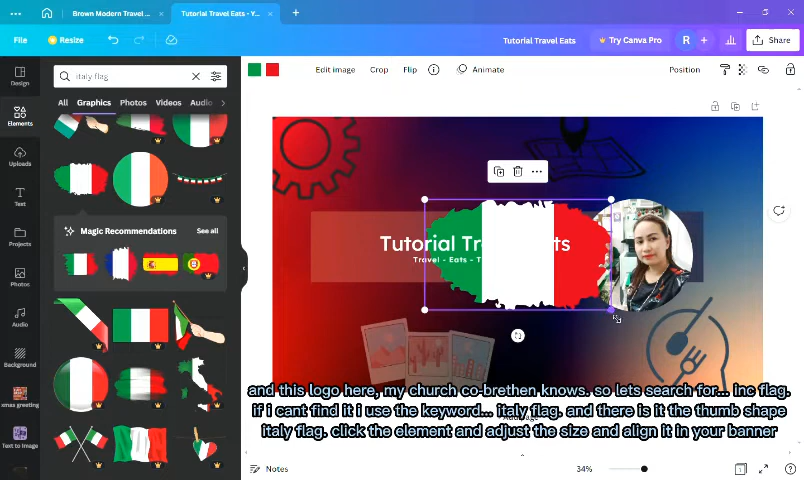 Brown Modern Travel ...
Tutorial Travel Eats - Y...
File
Resize
Tutorial Travel Eats
Try Canva Pro
R
Share
Design
italy flag
Edit image
Crop
Flip
Animate
Position
All
Graphics
Photos
Videos
Audio
Elements
Uploads
Text
Projects
Magic Recommendations
See all
Photos
Audio
Background
xmas greeting
Text to Image
Tutorial Tra
ts
Travel - Eats - T
and this logo here, my church co-brethen knows. so lets search for... inc flag.
if i cant find it i use the keyword... italy flag. and there is it the thumb shape
italy flag. click the element and adjust the size and align it in your banner
Notes
34%
1